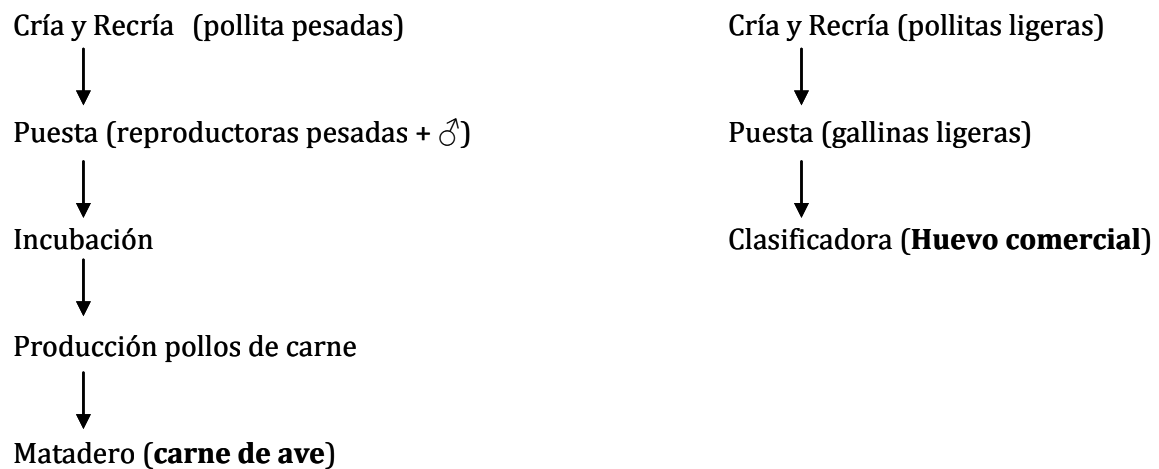 Cría y Recría (pollita pesadas)
Puesta (reproductoras pesadas + ♂)
Incubación
Producción pollos de carne
Matadero (carne de ave)
Cría y Recría (pollitas ligeras)
Puesta (gallinas ligeras)
Clasificadora (Huevo comercial)